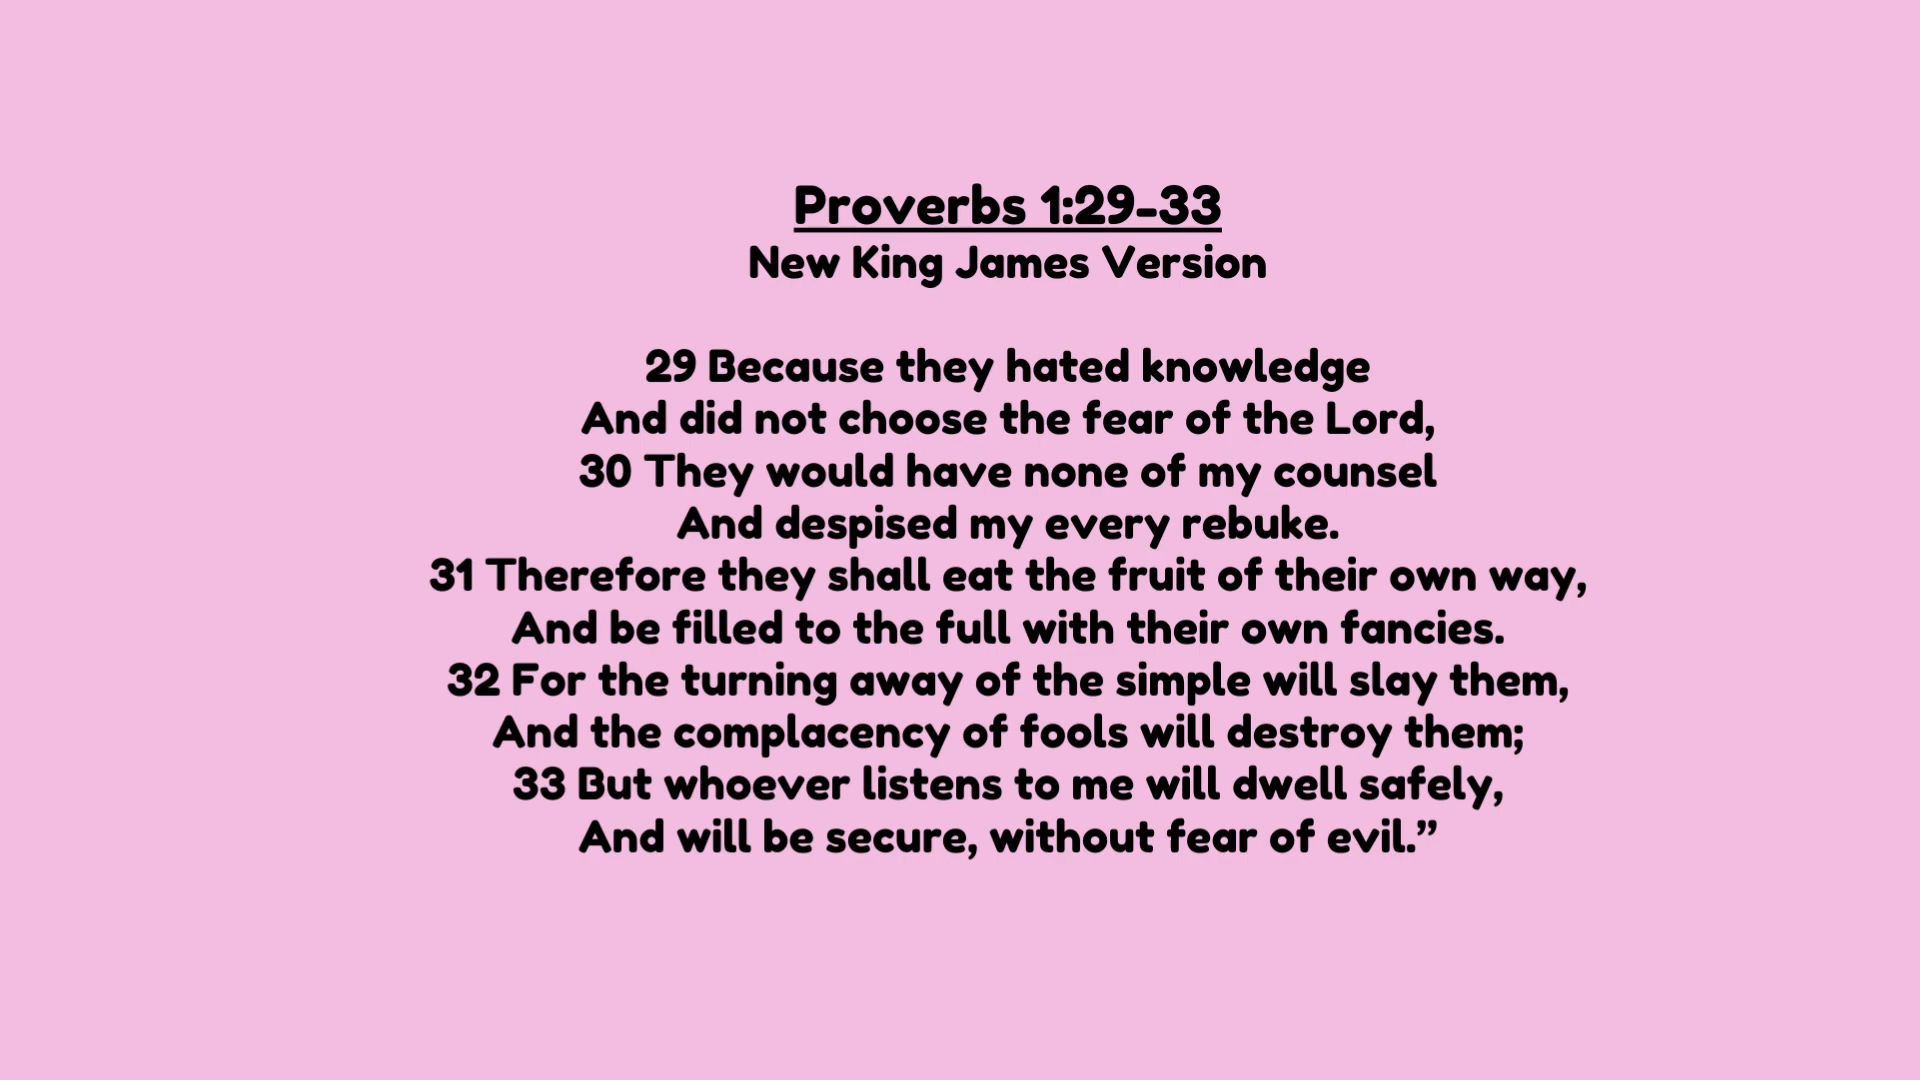 Proverbs 1:29-33
New King James Version
29 Because they hated knowledge
And did not choose the fear of the Lord,
30 They would have none of my counsel
And despised my every rebuke.
31 Therefore they shall eat the fruit of their own way,
And be filled to the full with their own fancies.
32 For the turning away of the simple will slay them,
And the complacency of fools will destroy them;
33 But whoever listens to me will dwell safely,
And will be secure, without fear of evil.”